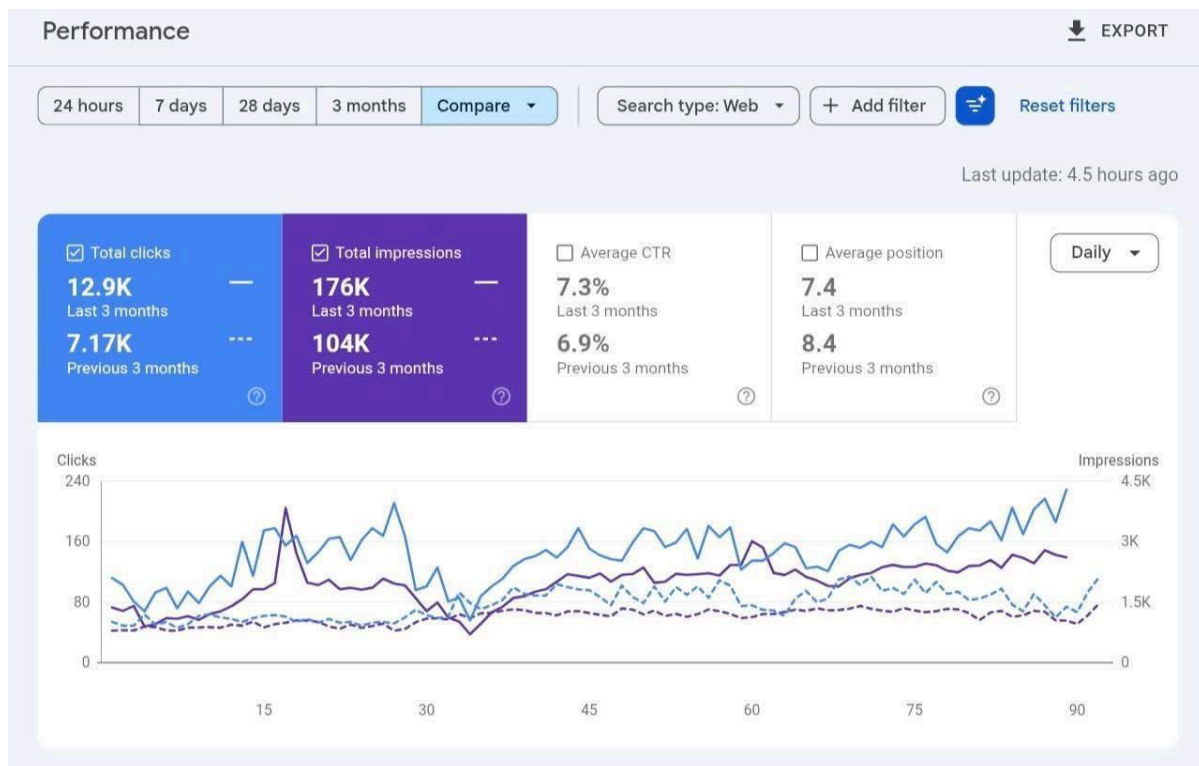 Performance
EXPORT
24 hours
7 days
28 days
3 months
Compare
Search type: Web
+ Add filter
Reset filters
Last update: 4.5 hours ago
Total clicks
12.9K
Last 3 months
7.17K
Previous 3 months
Total impressions
176K
Last 3 months
104K
Previous 3 months
Average CTR
7.3%
Last 3 months
6.9%
Previous 3 months
Average position
7.4
Last 3 months
8.4
Previous 3 months
Daily
Clicks
240
160
80
0
Impressions
4.5K
3K
1.5K
0
15
30
45
60
75
90